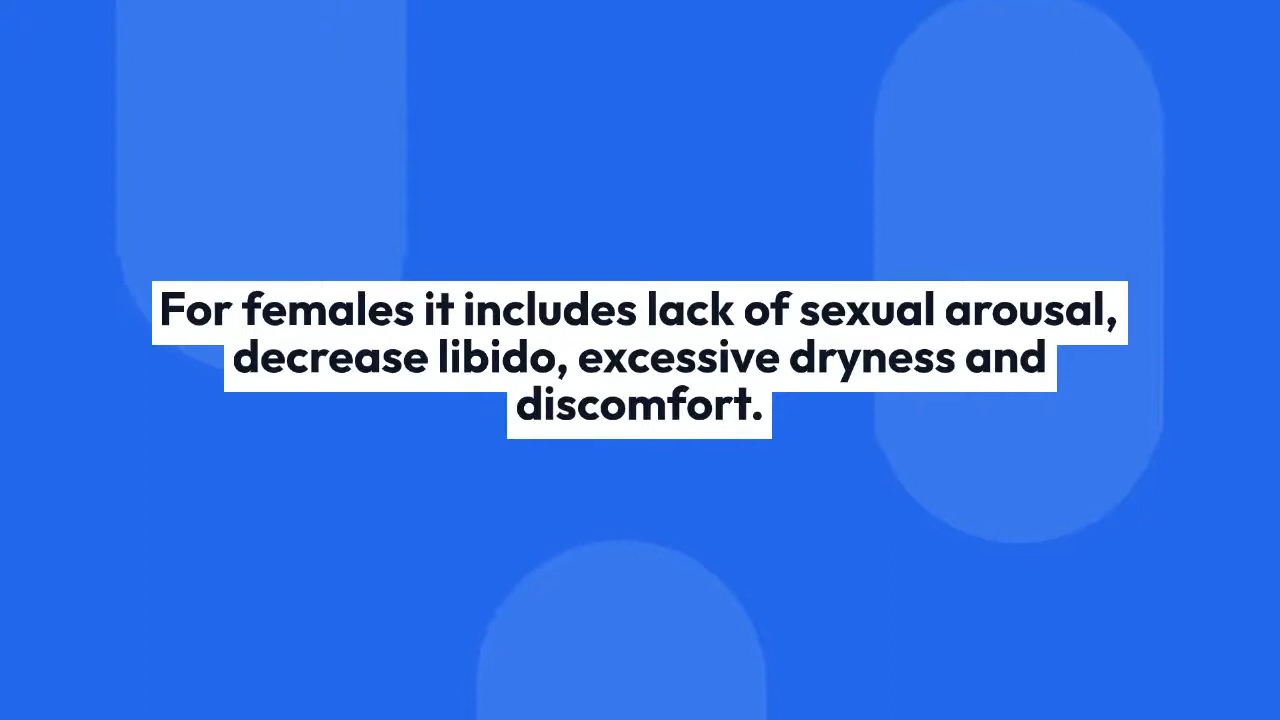 For females it includes lack of sexual arousal,
decrease libido, excessive dryness and
discomfort.